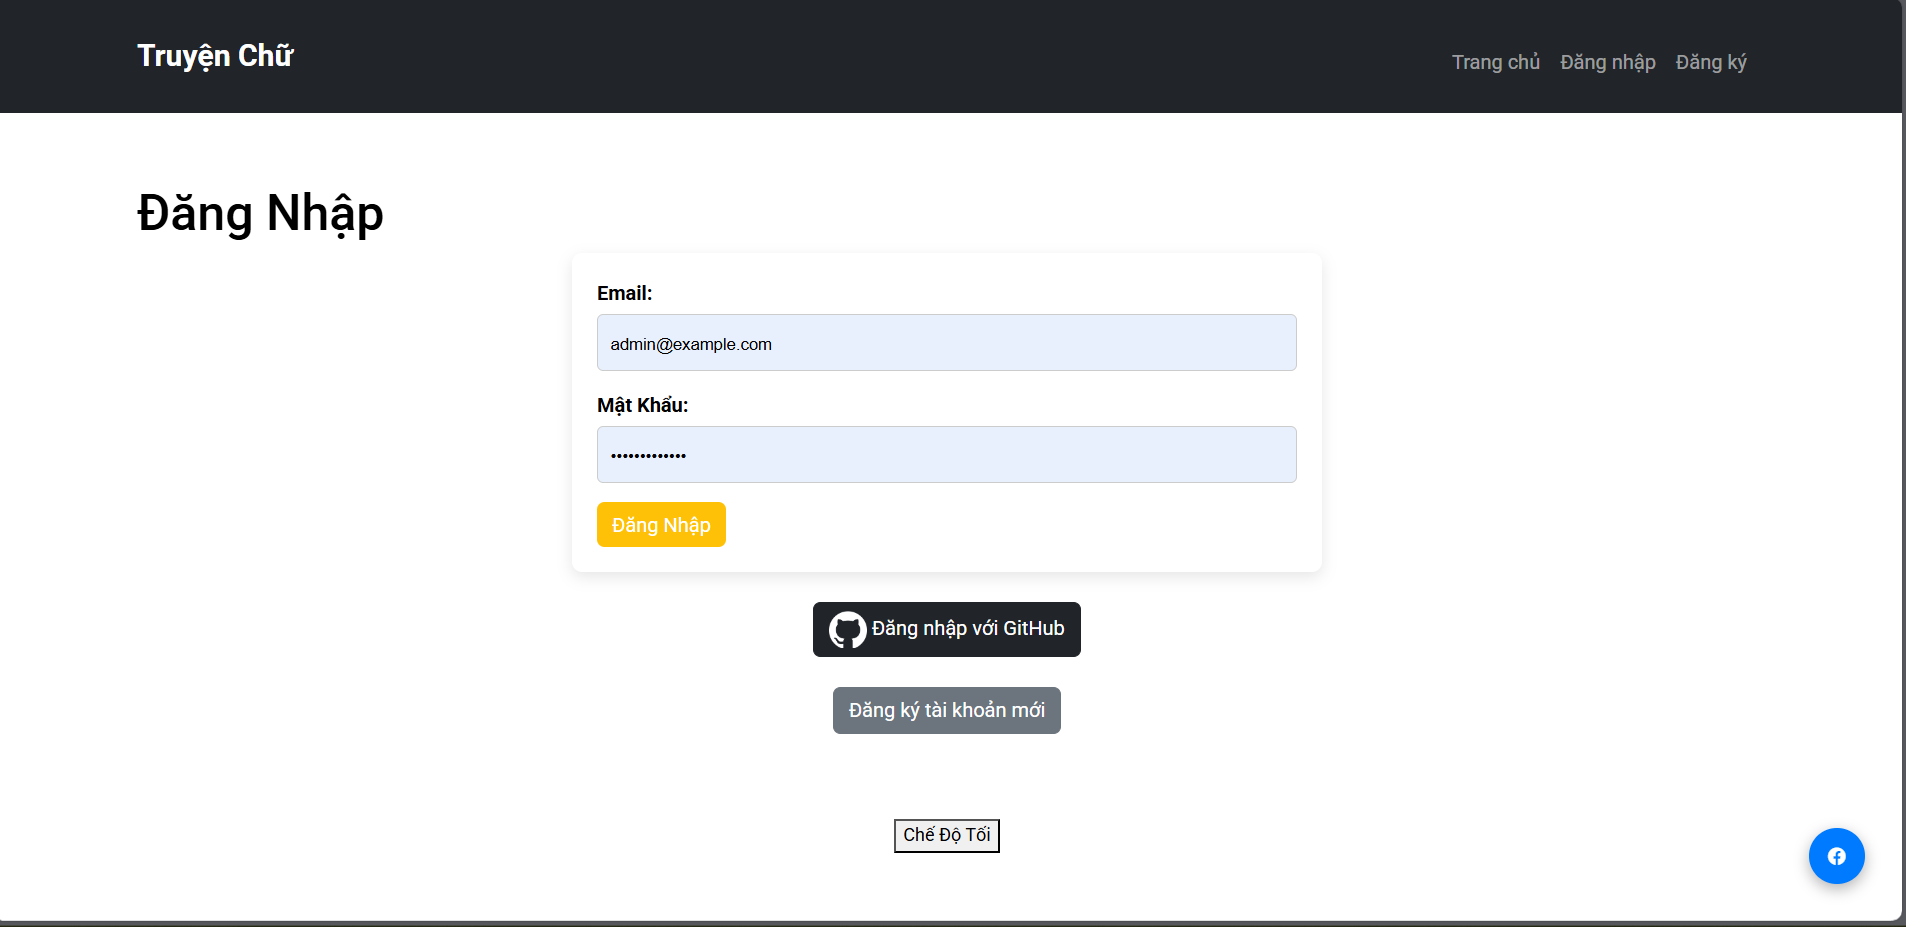 Truyện Chữ
Trang chủ Đăng nhập Đăng ký
Đăng Nhập
Email:
admin@example.com
Mật Khẩu:
•••••••••••••
Đăng Nhập
Đăng nhập với GitHub
Đăng ký tài khoản mới
Chế Độ Tối